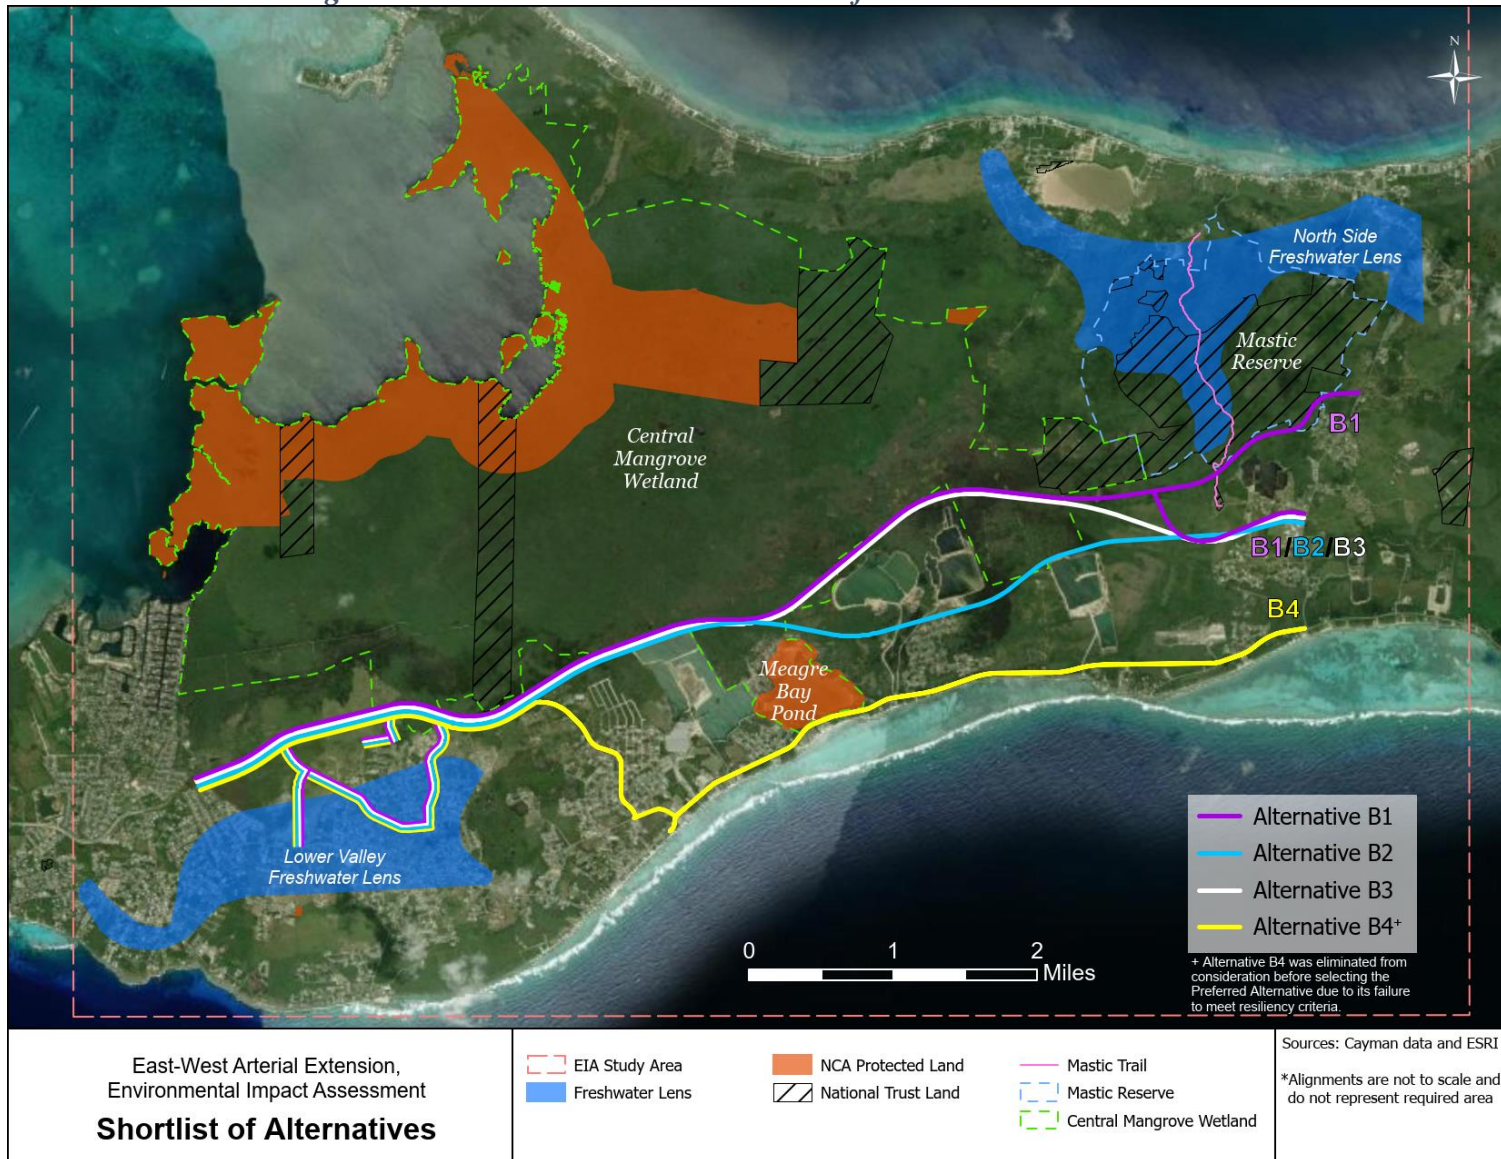 N
North Side
Freshwater Lens
Mastic
Reserve
B1
Central
Mangrove
Wetland
B1/B2/B3
B4
Meagre
Bay
Pond
Lower Valley
Freshwater Lens
Alternative B1
Alternative B2
Alternative B3
Alternative B4+
+ Alternative B4 was eliminated from
consideration before selecting the
Preferred Alternative due to its failure
to meet resiliency criteria.
0 1 2
Miles
East-West Arterial Extension,
Environmental Impact Assessment
Shortlist of Alternatives
EIA Study Area
Freshwater Lens
NCA Protected Land
National Trust Land
Mastic Trail
Mastic Reserve
Central Mangrove Wetland
Sources: Cayman data and ESRI
*Alignments are not to scale and
do not represent required area